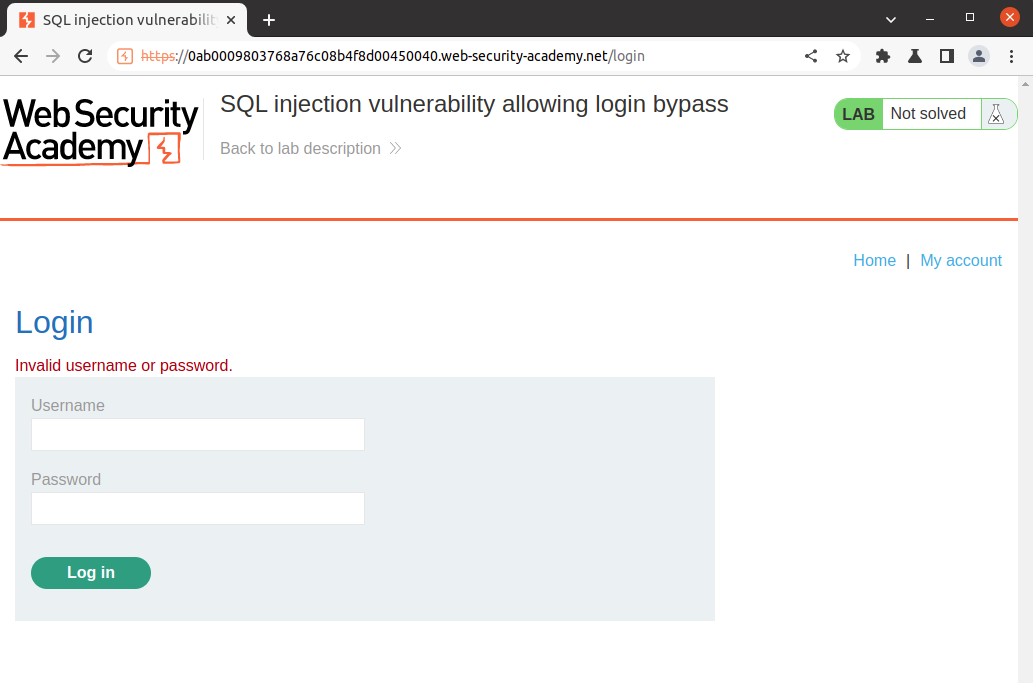 SQL injection vulnerabilit
https://0ab0009803768a76c08b4f8d00450040.web-security-academy.net/login
Web Security
Academy
SQL injection vulnerability allowing login bypass
Back to lab description
LAB Not solved
Home | My account
Login
Invalid username or password.
Username
Password
Log in